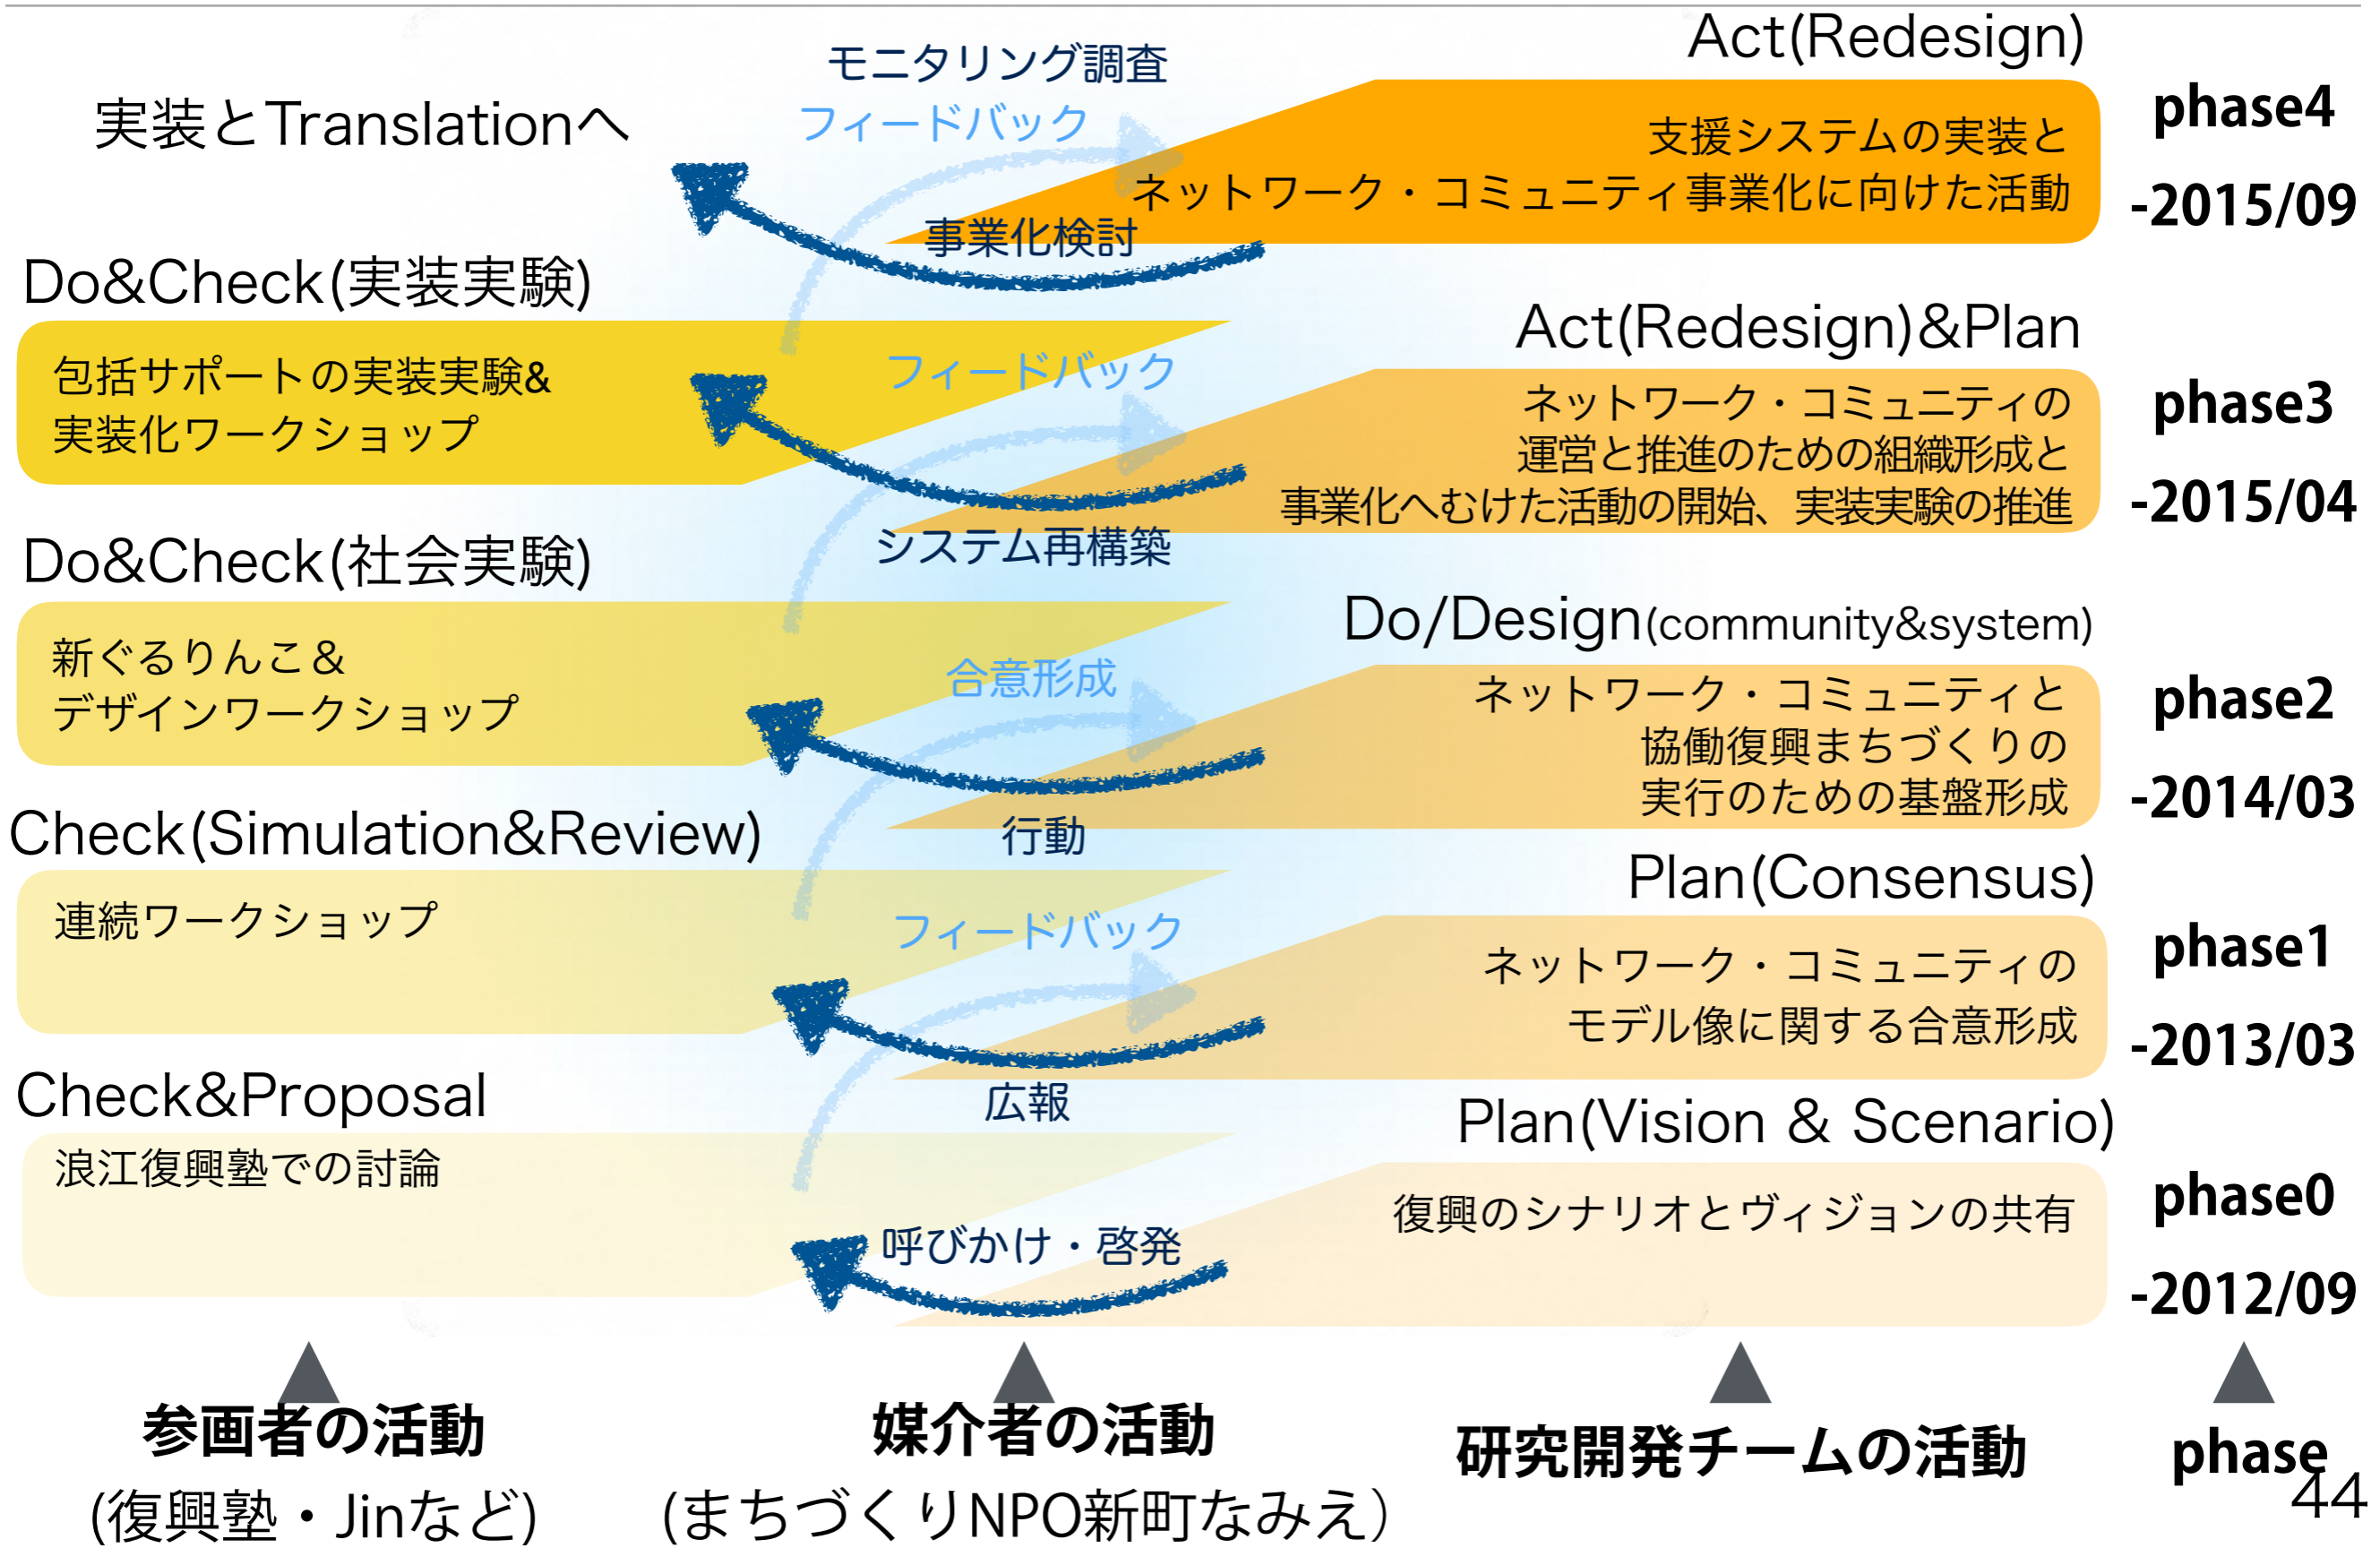 Act(Redesign)
モニタリング調査
フィードバック
実装とTranslationへ
支援システムの実装と
ネットワーク・コミュニティ事業化に向けた活動
phase4
-2015/09
事業化検討
Do&Check(実装実験)
包括サポートの実装実験&
実装化ワークショップ
フィードバック
Act(Redesign)&Plan
ネットワーク・コミュニティの
運営と推進のための組織形成と
事業化へむけた活動の開始、実装実験の推進
phase3
-2015/04
システム再構築
Do&Check(社会実験)
新ぐるりんこ＆
デザインワークショップ
合意形成
Do/Design(community&system)
ネットワーク・コミュニティと
協働復興まちづくりの
実行のための基盤形成
phase2
-2014/03
行動
Check(Simulation&Review)
連続ワークショップ
フィードバック
Plan(Consensus)
ネットワーク・コミュニティの
モデル像に関する合意形成
phase1
-2013/03
広報
Check&Proposal
浪江復興塾での討論
呼びかけ・啓発
Plan(Vision & Scenario)
復興のシナリオとヴィジョンの共有
phase0
-2012/09
参画者の活動
(復興塾・Jinなど)
媒介者の活動
(まちづくりNPO新町なみえ）
研究開発チームの活動
phase
44